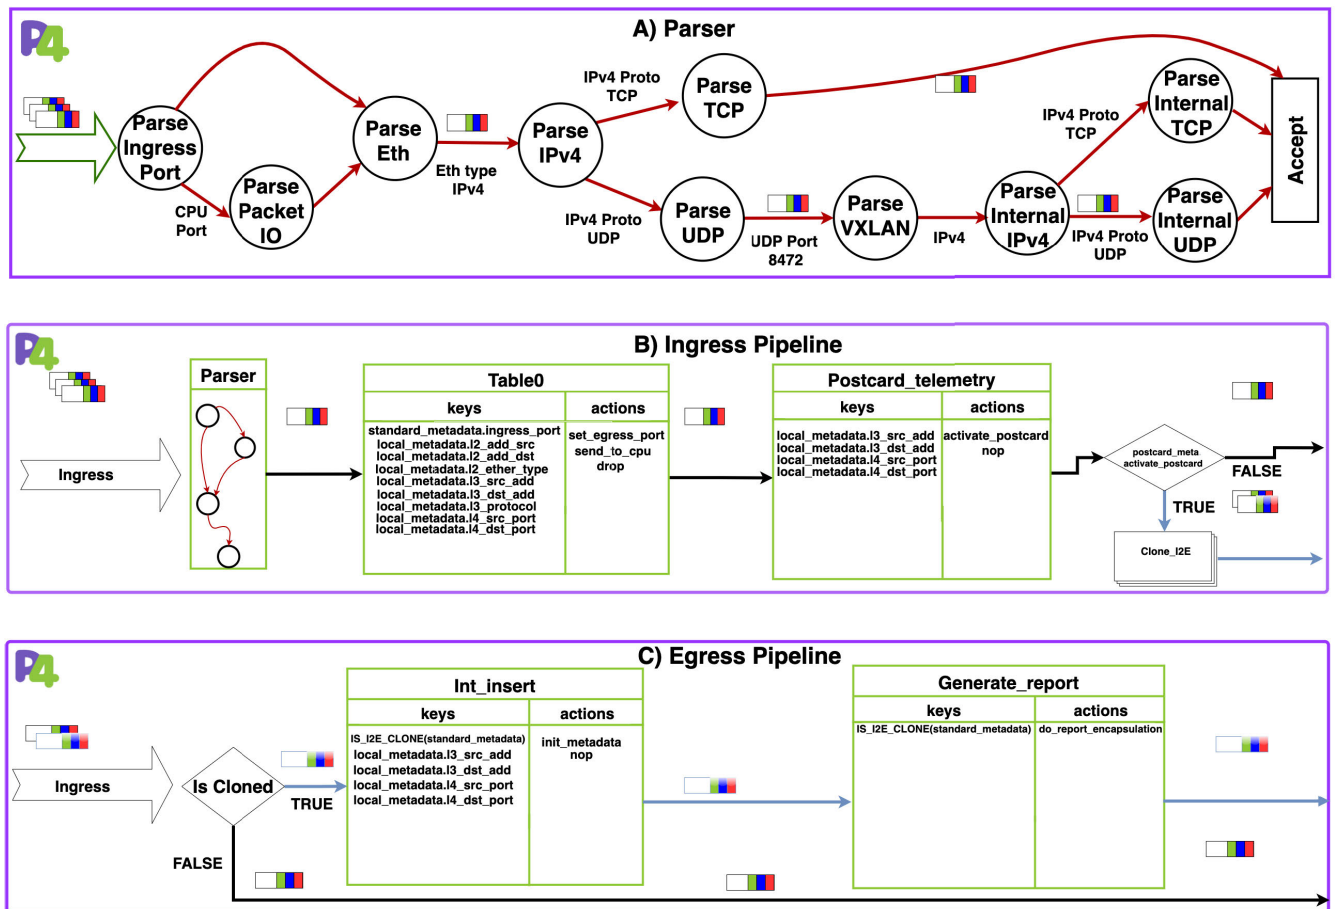 P4
A) Parser
Parse
Ingress
Port
CPU
Port
Parse
Packet
IO
Parse
Eth
Eth type
IPv4
Parse
IPv4
IPv4 Proto
TCP
Parse
TCP
IPv4 Proto
UDP
Parse
UDP
UDP Port
8472
Parse
VXLAN
IPv4
Parse
Internal
IPv4
IPv4 Proto
TCP
Parse
Internal
TCP
IPv4 Proto
UDP
Parse
Internal
UDP
Accept
P4
B) Ingress Pipeline
Ingress
Parser
Table0
keys
actions
standard_metadata.ingress_port
local_metadata.l2_add_src
local_metadata.l2_add_dst
local_metadata.l2_ether_type
local_metadata.l3_src_add
local_metadata.l3_dst_add
local_metadata.l3_protocol
local_metadata.l4_src_port
local_metadata.l4_dst_port
set_egress_port
send_to_cpu
drop
Postcard_telemetry
keys
actions
local_metadata.l3_src_add
local_metadata.l3_dst_add
local_metadata.l4_src_port
local_metadata.l4_dst_port
activate_postcard
nop
postcard_meta
activate_postcard
FALSE
TRUE
Clone_I2E
P4
C) Egress Pipeline
Ingress
Is Cloned
TRUE
FALSE
Int_insert
keys
actions
IS_I2E_CLONE(standard_metadata)
local_metadata.l3_src_add
local_metadata.l3_dst_add
local_metadata.l4_src_port
local_metadata.l4_dst_port
init_metadata
nop
Generate_report
keys
actions
IS_I2E_CLONE(standard_metadata)
do_report_encapsulation